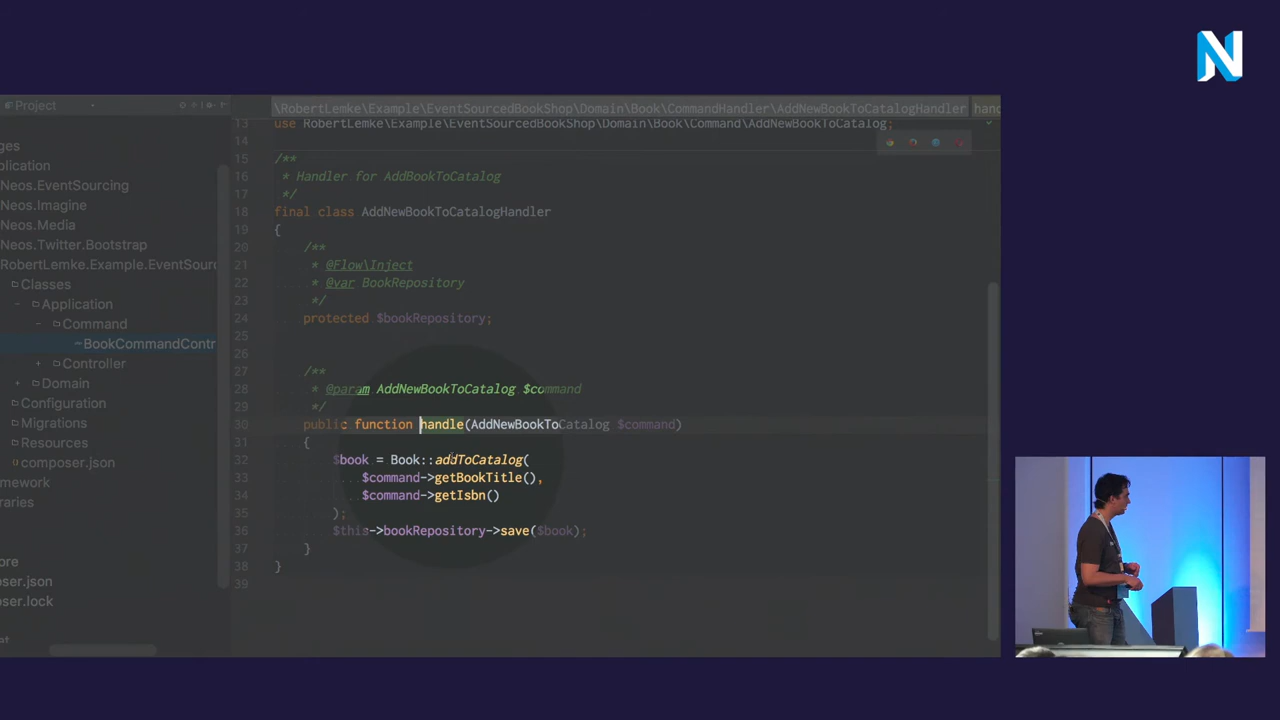 Project
\RobertLemke\Example\EventSourcedBookShop\Domain\Book\CommandHandler\AddNewBookToCatalogHandler
ges
plication
Neos.EventSourcing
Neos.Imagine
Neos.Media
Neos.Twitter.Bootstrap
RobertLemke.Example.EventSour
Classes
Application
Command
BookCommandContr
Controller
Domain
Configuration
Migrations
Resources
composer.json
mework
raries
ore
ser.json
ser.lock
13 use RobertLemke\Example\EventSourcedBookShop\Domain\Book\Command\AddNewBookToCatalog;
14
15 /**
16 * Handler for AddBookToCatalog
17 */
18 final class AddNewBookToCatalogHandler
19 {
20 /**
21 * @Flow\Inject
22 * @var BookRepository
23 */
24 protected $bookRepository;
25
26
27 /**
28 * @param AddNewBookToCatalog $command
29 */
30 public function handle(AddNewBookToCatalog $command)
31 {
32 $book = Book::addToCatalog(
33 $command->getBookTitle(),
34 $command->getIsbn()
35 );
36 $this->bookRepository->save($book);
37 }
38 }
39